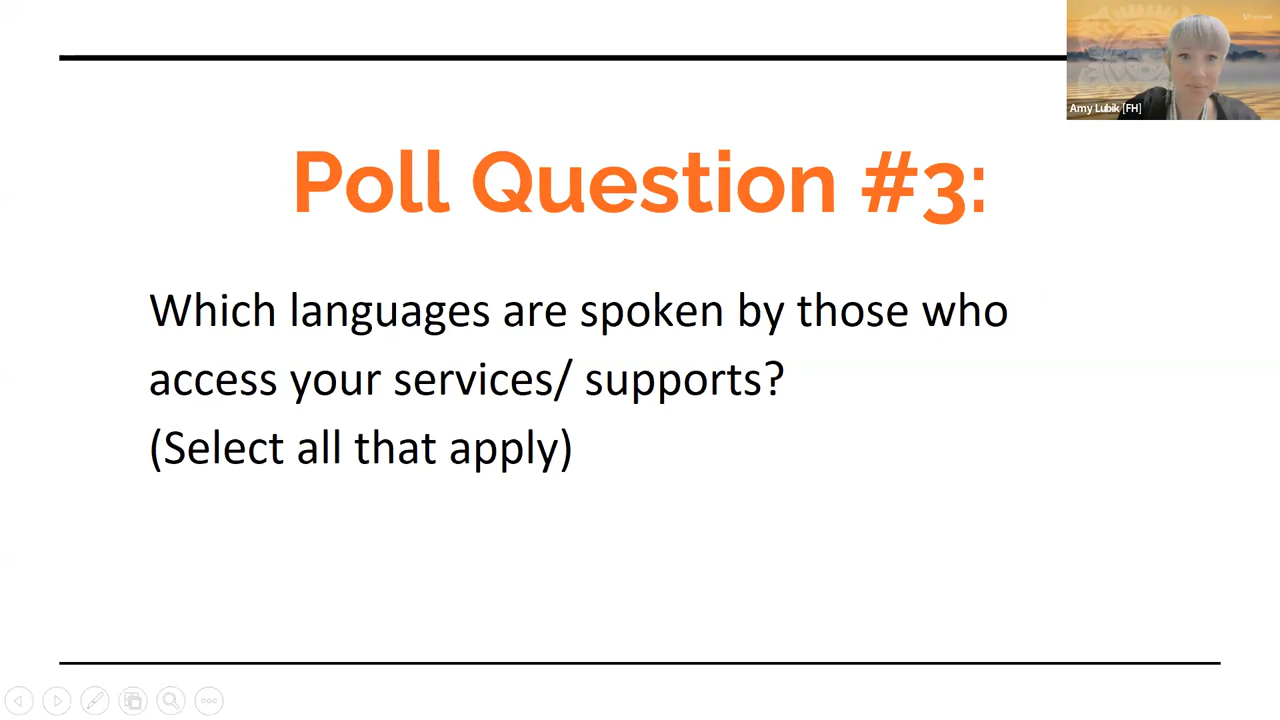 Amy Lubik [FH]
Poll Question #3:
Which languages are spoken by those who
access your services/ supports?
(Select all that apply)